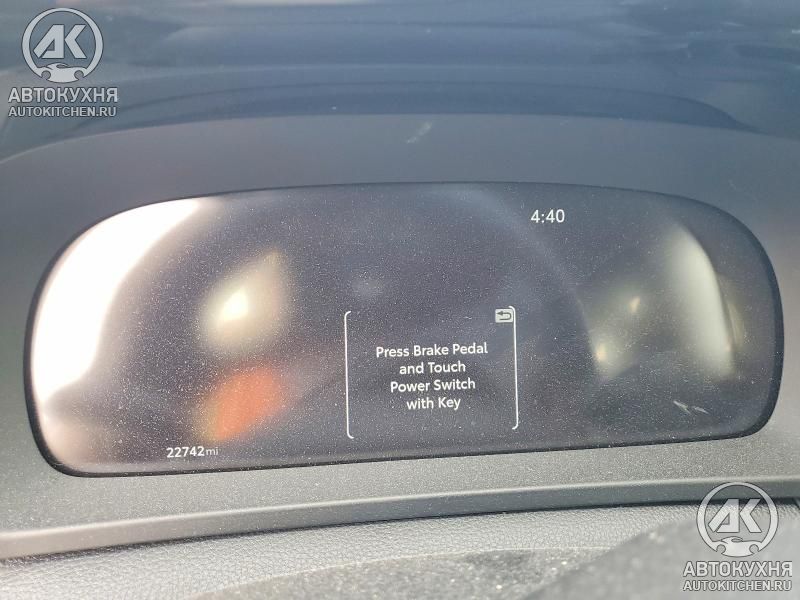 АК
АВТОКУХНЯ
AUTOKITCHEN.RU
4:40
Press Brake Pedal
and Touch
Power Switch
with Key
22742mi
АК
АВТОКУХНЯ
AUTOKITCHEN.RU